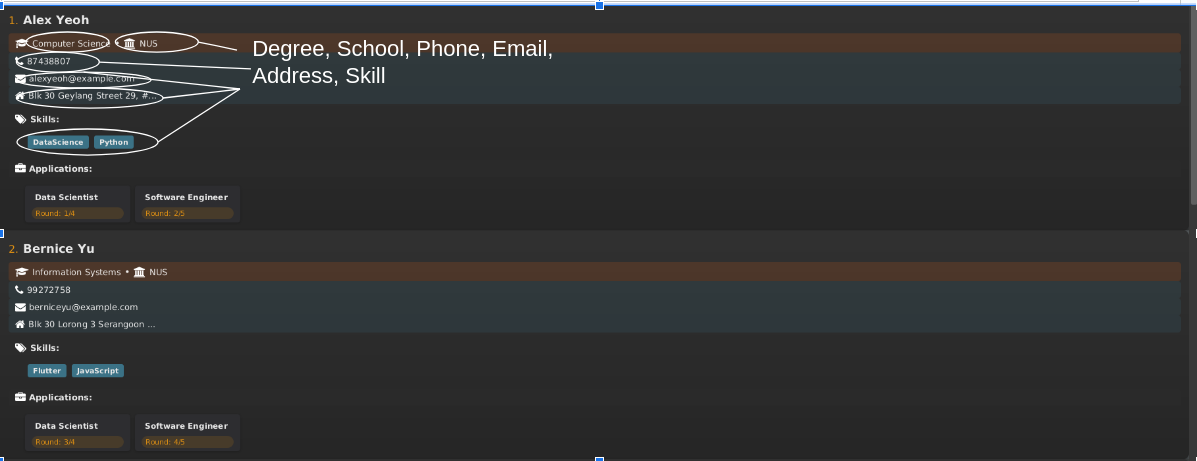 1. Alex Yeoh
Computer Science • NUS
87438807
alexyeoh@example.com
Blk 30 Geylang Street 29, #...
Degree, School, Phone, Email,
Address, Skill
Skills:
DataScience Python
Applications:
Data Scientist Software Engineer
Round: 1/4 Round: 2/5
2. Bernice Yu
Information Systems • NUS
99272758
berniceyu@example.com
Blk 30 Lorong 3 Serangoon ...
Skills:
Flutter JavaScript
Applications:
Data Scientist Software Engineer
Round: 3/4 Round: 4/5